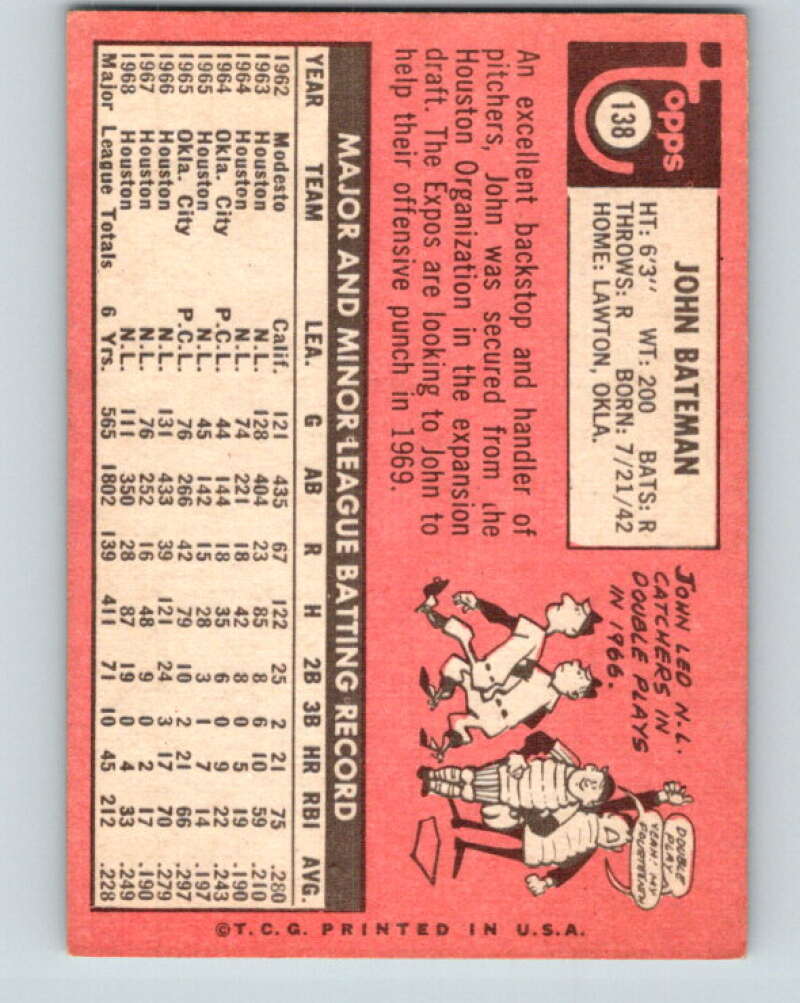 Topps
138
JOHN BATEMAN
HT: 6'3" WT: 200 BATS: R
THROWS: R BORN: 7/21/42
HOME: LAWTON, OKLA.
An excellent backstop and handler of
pitchers, John was secured from the
Houston Organization in the expansion
draft. The Expos are looking to John to
help their offensive punch in 1969.
JOHN LED N.L.
CATCHERS IN
DOUBLE PLAYS
IN 1966.
DOUBLE
PLAY
YEAH! MY
FOURTEENTH
MAJOR AND MINOR LEAGUE BATTING RECORD
YEAR TEAM LEA. G AB R H 2B 3B HR RBI AVG.
1962 Modesto Calif. 121 435 67 122 25 2 21 75 .280
1963 Houston N.L. 128 404 23 85 8 6 10 59 .210
1964 Houston N.L. 74 221 18 42 8 0 5 19 .190
1964 Okla. City P.C.L. 44 144 18 35 6 0 9 22 .243
1965 Houston N.L. 45 142 15 28 3 1 7 14 .197
1965 Okla. City P.C.L. 76 266 42 79 10 2 21 66 .297
1966 Houston N.L. 131 433 39 121 24 3 17 70 .279
1967 Houston N.L. 76 252 16 48 9 0 2 17 .190
1968 Houston N.L. 111 350 28 87 19 0 4 33 .249
Major League Totals 6 Yrs. 565 1802 139 411 71 10 45 212 .228
©T.C.G. PRINTED IN U.S.A.